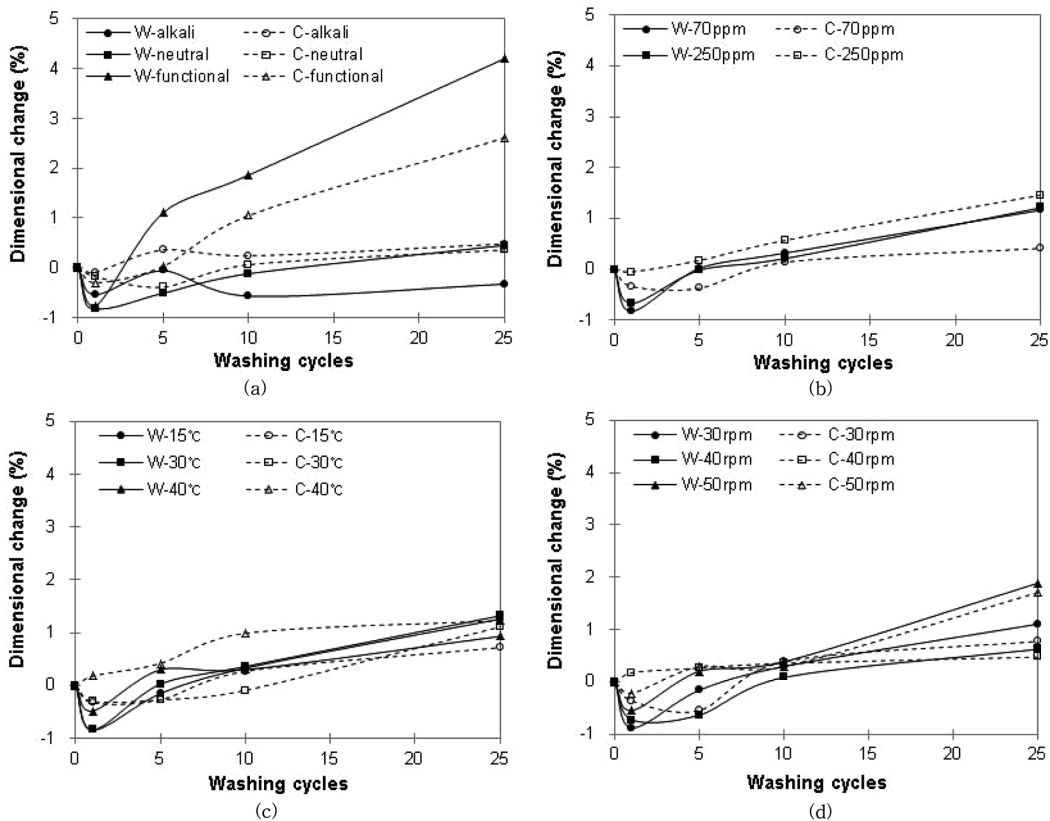 W-alkali C-alkali
W-neutral C-neutral
W-functional C-functional
Dimensional change (%)
5
4
3
2
1
0
-1
0 5 10 15 20 25
Washing cycles
(a)
W-70ppm C-70ppm
W-250ppm C-250ppm
Dimensional change (%)
5
4
3
2
1
0
-1
0 5 10 15 20 25
Washing cycles
(b)
W-15℃ C-15℃
W-30℃ C-30℃
W-40℃ C-40℃
Dimensional change (%)
5
4
3
2
1
0
-1
0 5 10 15 20 25
Washing cycles
(c)
W-30rpm C-30rpm
W-40rpm C-40rpm
W-50rpm C-50rpm
Dimensional change (%)
5
4
3
2
1
0
-1
0 5 10 15 20 25
Washing cycles
(d)